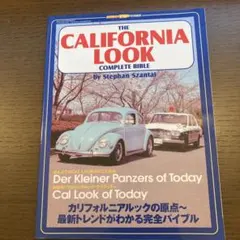 THE
CALIFORNIA
LOOK
COMPLETE BIBLE
by Stephan Szantai
Der Kleiner Panzers of Today
Cal Look of Today
カリフォルニアルックの原点～
最新トレンドがわかる完全バイブル